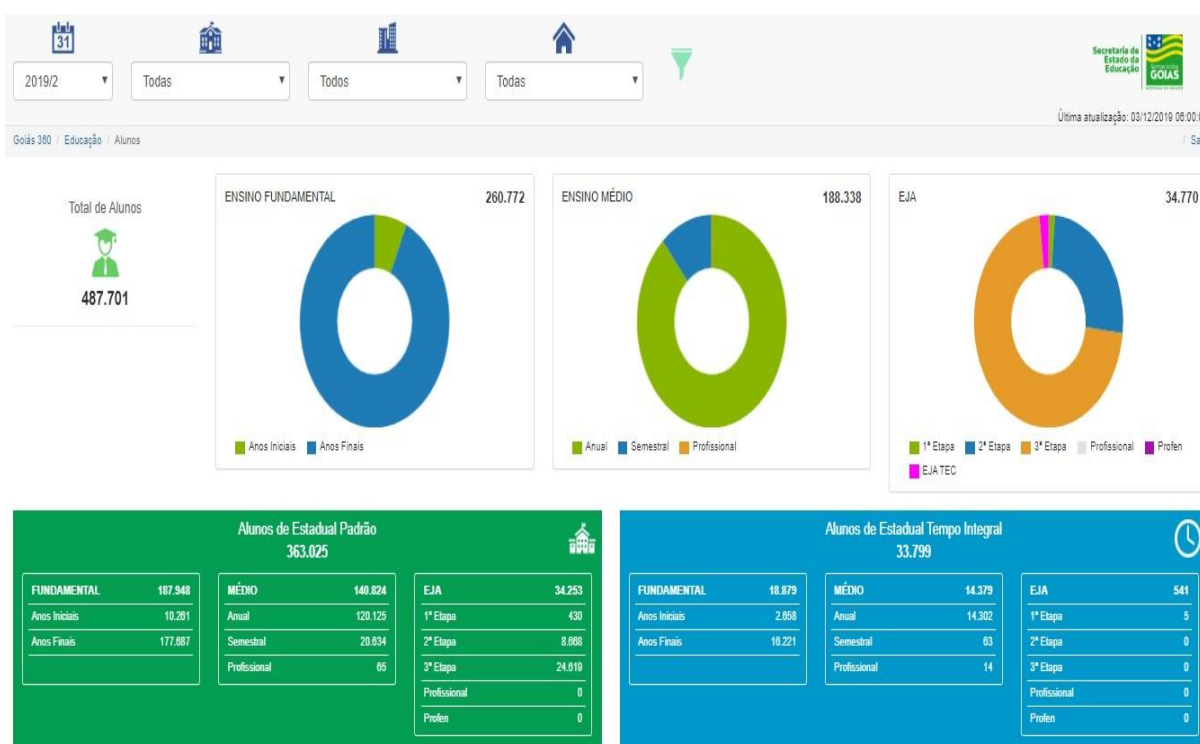 31
2019/2
Todas
Todos
Todas
Secretaria de
Estado da
Educação
GOIÁS
Última atualização: 03/12/2019 06:00:
Goiás 360 / Educação / Alunos
/ Sa
Total de Alunos
487.701
ENSINO FUNDAMENTAL 260.772
Anos Iniciais Anos Finais
ENSINO MÉDIO 188.338
Anual Semestral Profissional
EJA 34.770
1ª Etapa 2ª Etapa 3ª Etapa Profissional Profen
EJA TEC
Alunos de Estadual Padrão
363.025
FUNDAMENTAL 187.948
Anos Iniciais 10.261
Anos Finais 177.687
MÉDIO 140.824
Anual 120.125
Semestral 20.634
Profissional 65
EJA 34.253
1ª Etapa 430
2ª Etapa 8.668
3ª Etapa 24.619
Profissional 0
Profen 0
Alunos de Estadual Tempo Integral
33.799
FUNDAMENTAL 18.879
Anos Iniciais 2.658
Anos Finais 16.221
MÉDIO 14.379
Anual 14.302
Semestral 63
Profissional 14
EJA 541
1ª Etapa 5
2ª Etapa 0
3ª Etapa 0
Profissional 0
Profen 0